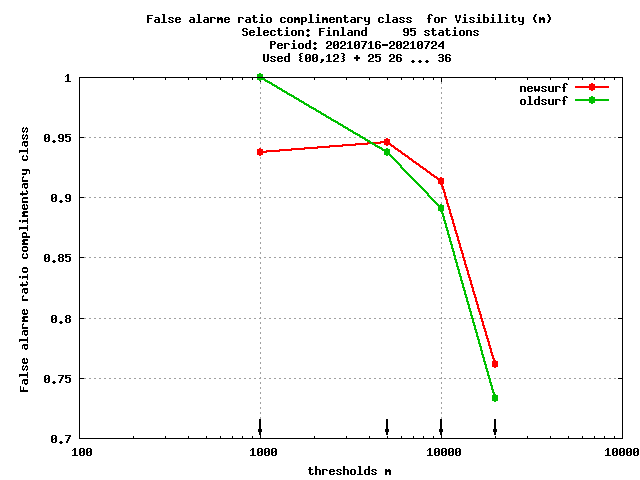 False alarme ratio complimentary class  for Visibility (m)
Selection: Finland     95 stations
Period: 20210716-20210724
Used {00,12} + 25 26 ... 36
newsurf
oldsurf
False alarme ratio complimentary class
1
0.95
0.9
0.85
0.8
0.75
0.7
100 1000 10000 10000
thresholds m